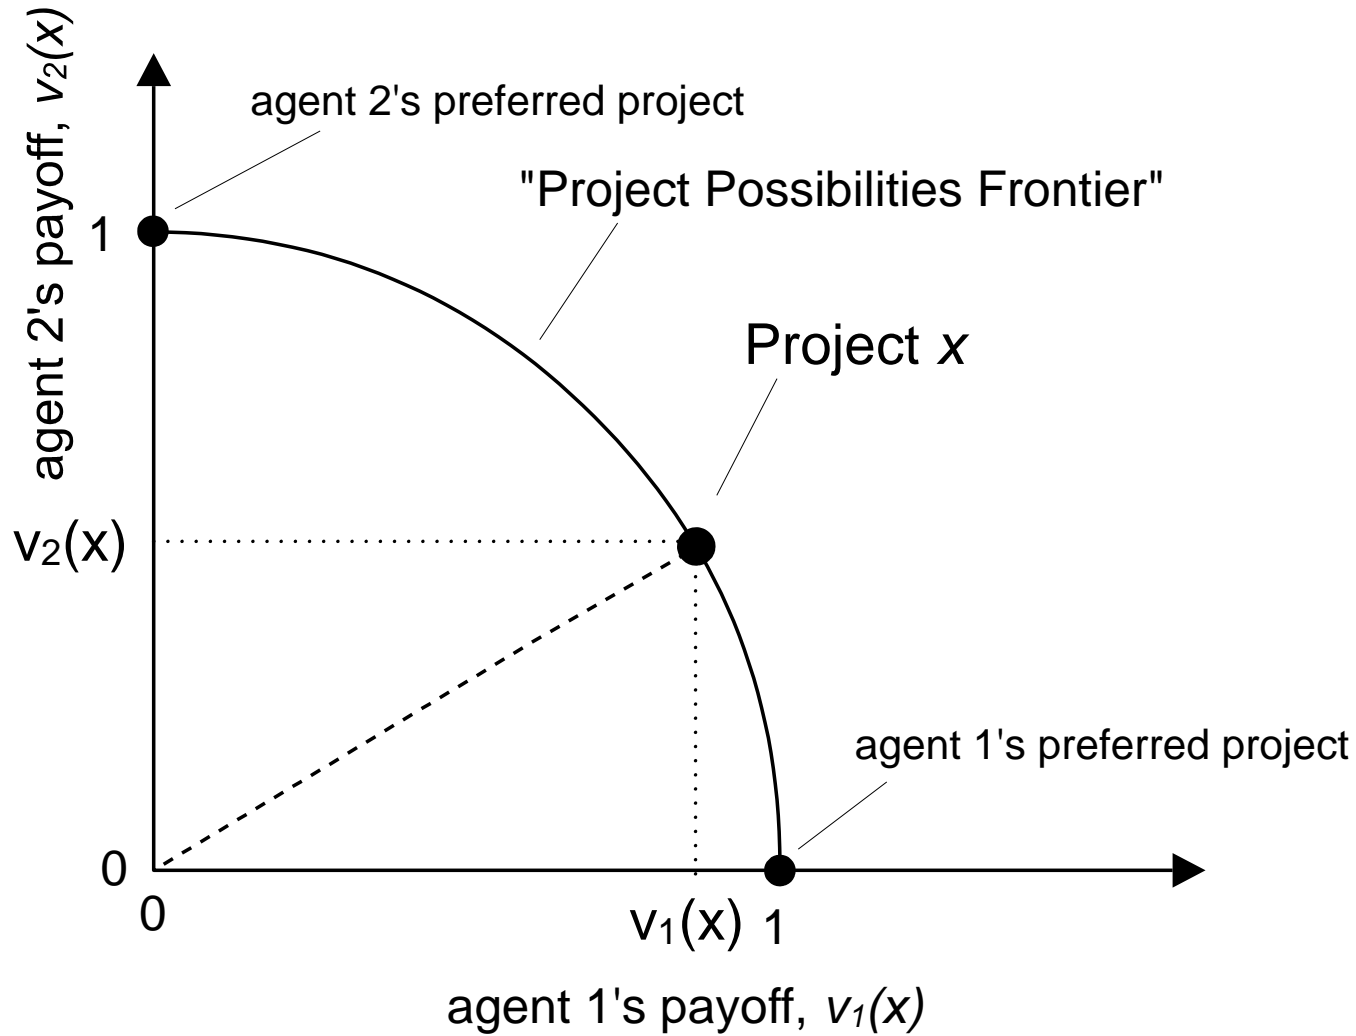 agent 2's payoff, v₂(x)
agent 2's preferred project
"Project Possibilities Frontier"
1
Project x
v₂(x)
agent 1's preferred project
0
0
v₁(x) 1
agent 1's payoff, v₁(x)